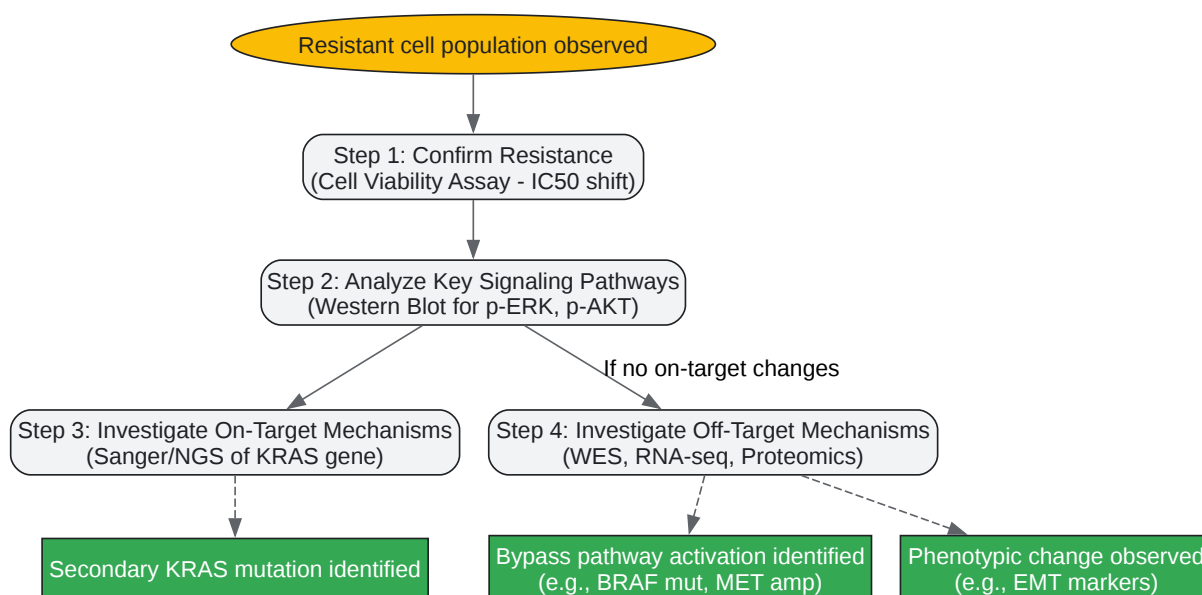 Resistant cell population observed
Step 1: Confirm Resistance
(Cell Viability Assay - IC50 shift)
Step 2: Analyze Key Signaling Pathways
(Western Blot for p-ERK, p-AKT)
If no on-target changes
Step 3: Investigate On-Target Mechanisms
(Sanger/NGS of KRAS gene)
Step 4: Investigate Off-Target Mechanisms
(WES, RNA-seq, Proteomics)
Secondary KRAS mutation identified
Bypass pathway activation identified
(e.g., BRAF mut, MET amp)
Phenotypic change observed
(e.g., EMT markers)